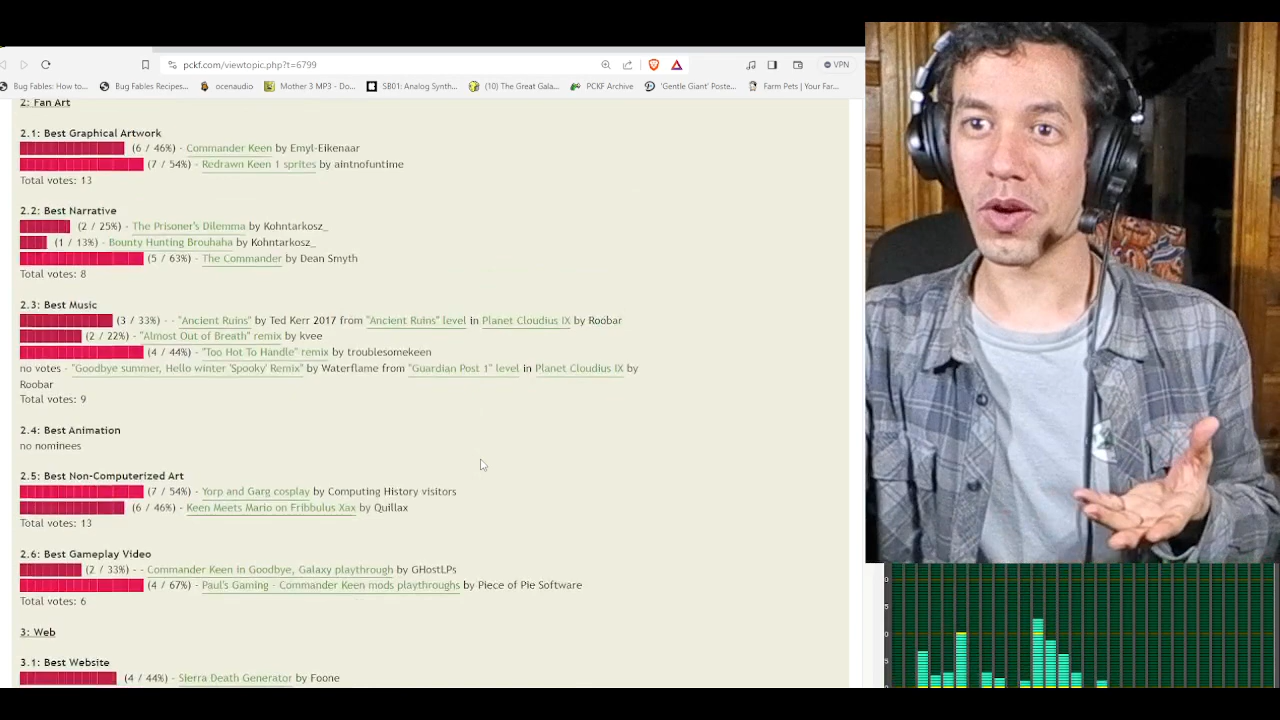 pckf.com/viewtopic.php?t=6799
VPN
Bug Fables: How to... Bug Fables Recipes... ocenaudio Mother 3 MP3 - Do... SB01: Analog Synth... (10) The Great Gala... PCKF Archive 'Gentle Giant' Poste... Farm Pets | Your Far...
2: Fan Art
2.1: Best Graphical Artwork
(6 / 46%) - Commander Keen by Emyl-Eikenaar
(7 / 54%) - Redrawn Keen 1 sprites by aintnofuntime
Total votes: 13
2.2: Best Narrative
(2 / 25%) - The Prisoner's Dilemma by Kohntarkosz_
(1 / 13%) - Bounty Hunting Brouhaha by Kohntarkosz_
(5 / 63%) - The Commander by Dean Smyth
Total votes: 8
2.3: Best Music
(3 / 33%) - - "Ancient Ruins" by Ted Kerr 2017 from "Ancient Ruins" level in Planet Cloudius IX by Roobar
(2 / 22%) - "Almost Out of Breath" remix by kvee
(4 / 44%) - "Too Hot To Handle" remix by troublesomekeen
no votes - "Goodbye summer, Hello winter 'Spooky' Remix" by Waterflame from "Guardian Post 1" level in Planet Cloudius IX by
Roobar
Total votes: 9
2.4: Best Animation
no nominees
2.5: Best Non-Computerized Art
(7 / 54%) - Yorp and Garg cosplay by Computing History visitors
(6 / 46%) - Keen Meets Mario on Fribbulus Xax by Quillax
Total votes: 13
2.6: Best Gameplay Video
(2 / 33%) - - Commander Keen in Goodbye, Galaxy playthrough by GHostLPs
(4 / 67%) - Paul's Gaming - Commander Keen mods playthroughs by Piece of Pie Software
Total votes: 6
3: Web
3.1: Best Website
(4 / 44%) - Sierra Death Generator by Foone